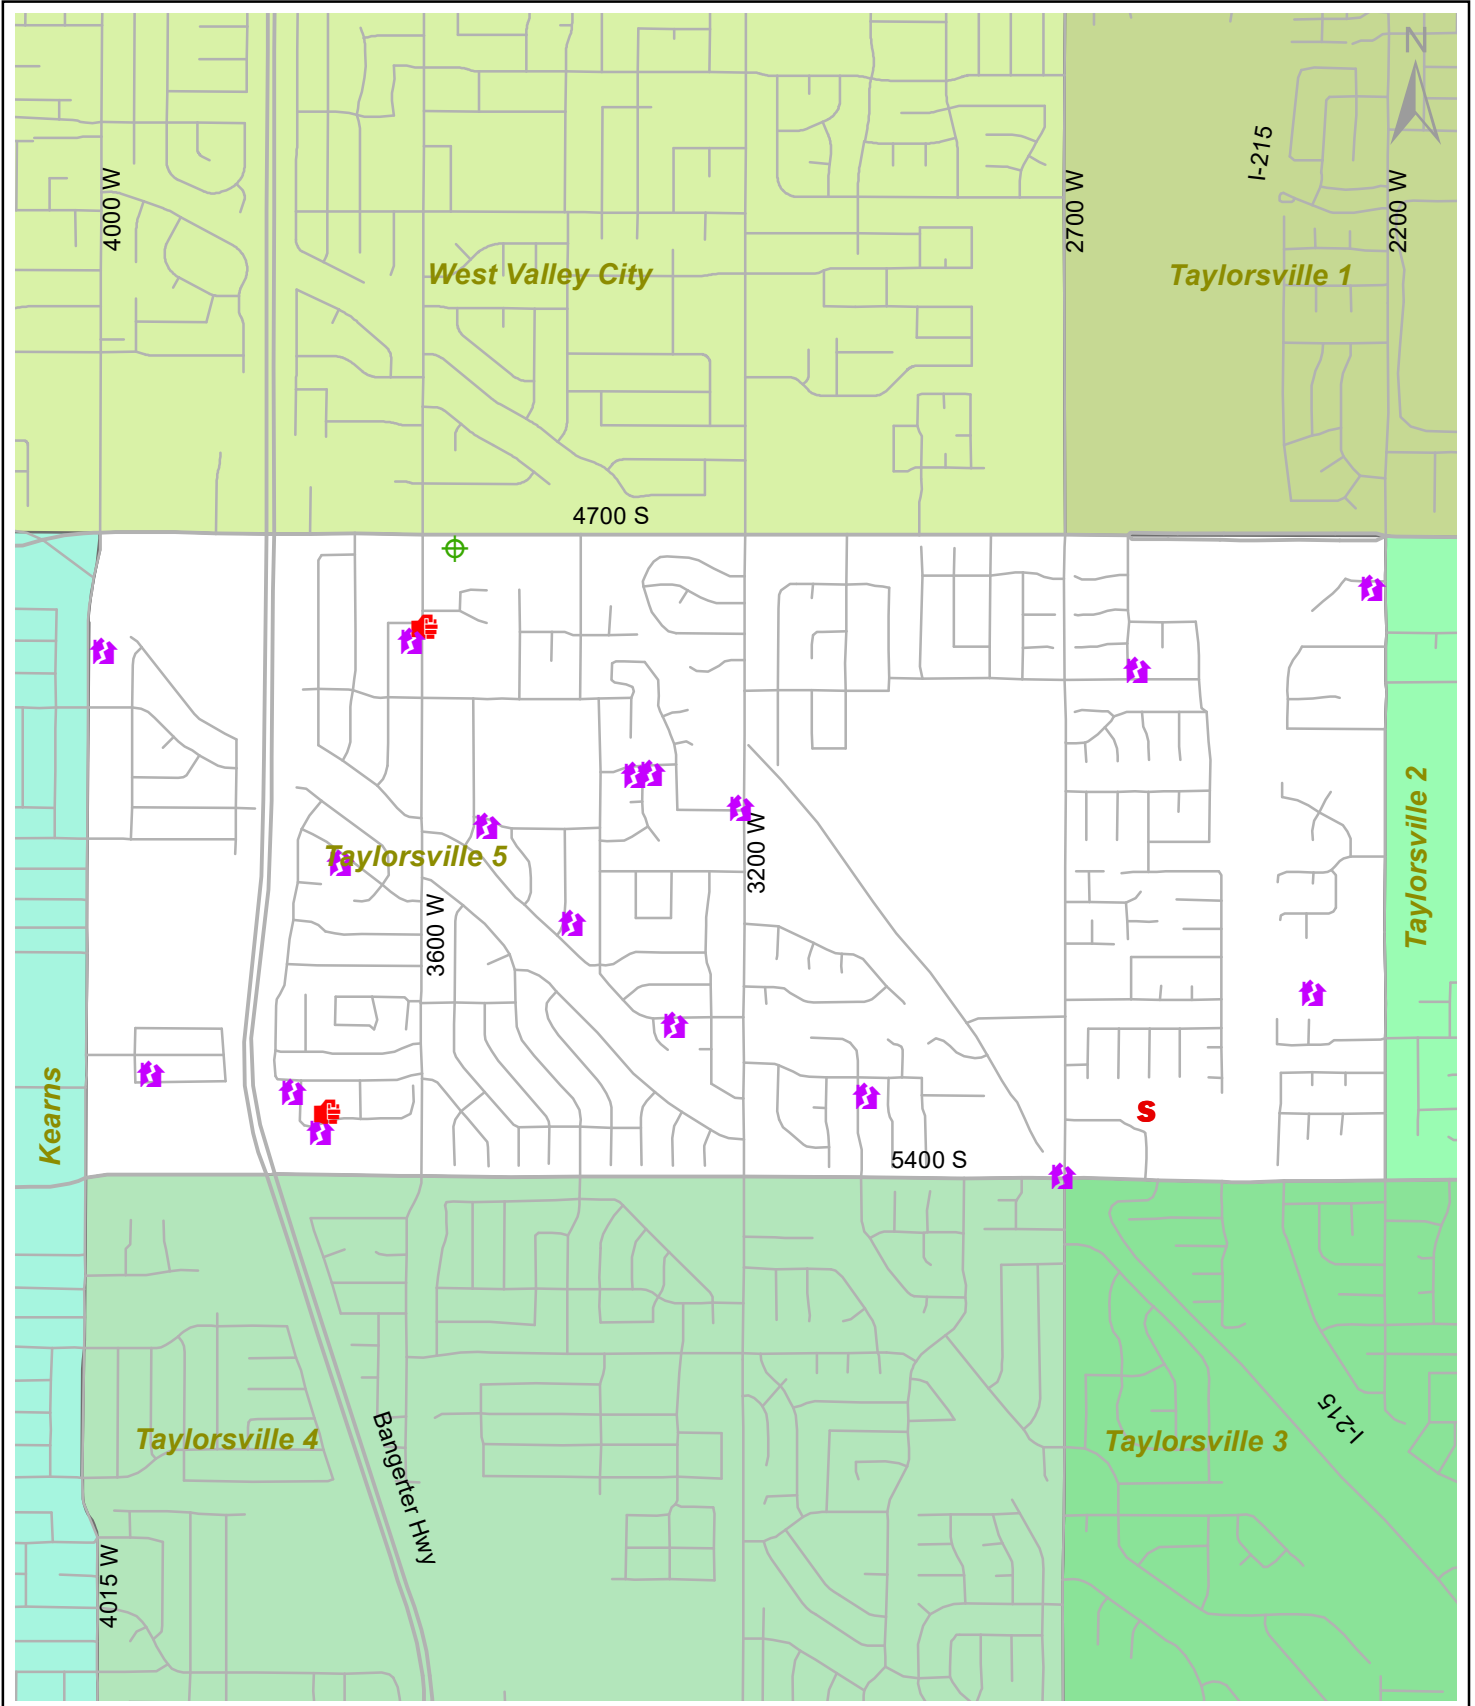 N
I-215
4000 W
2700 W
2200 W
West Valley City
Taylorsville 1
4700 S
Taylorsville 2
3200 W
Taylorsville 5
3600 W
Kearns
S
5400 S
Taylorsville 4
Bangerter Hwy
Taylorsville 3
I-215
4015 W